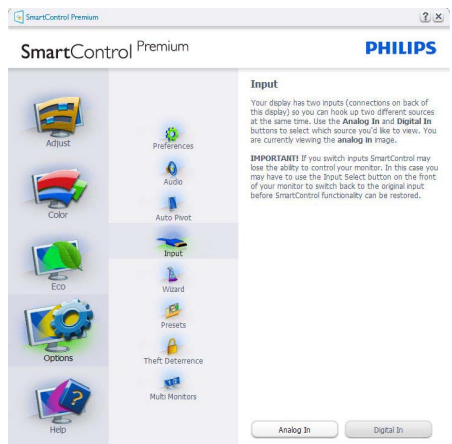 SmartControl Premium
SmartControl Premium
PHILIPS
Adjust
Color
Eco
Options
Help
Preferences
Audio
Auto Pivot
Input
Wizard
Presets
Theft Deterrence
Multi Monitors
Input
Your display has two inputs (connections on back of
this display) so you can hook up two different sources
at the same time. Use the Analog In and Digital In
buttons to select which source you'd like to view. You
are currently viewing the analog in image.
IMPORTANT! If you switch inputs SmartControl may
lose the ability to control your monitor. In this case you
may have to use the Input Select button on the front
of your monitor to switch back to the original input
before SmartControl functionality can be restored.
Analog In
Digital In